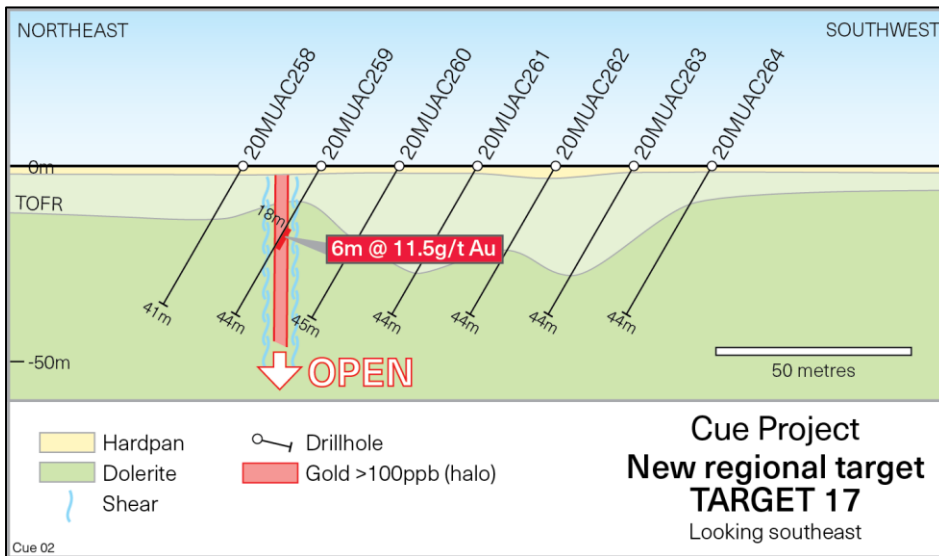 NORTHEAST
SOUTHWEST
20MUAC258
20MUAC259
20MUAC260
20MUAC261
20MUAC262
20MUAC263
20MUAC264
0m
TOFR
18m
6m @ 11.5g/t Au
41m
44m
45m
44m
44m
44m
44m
-50m
OPEN
50 metres
Hardpan
Dolerite
Shear
Drillhole
Gold >100ppb (halo)
Cue Project
New regional target
TARGET 17
Looking southeast
Cue 02